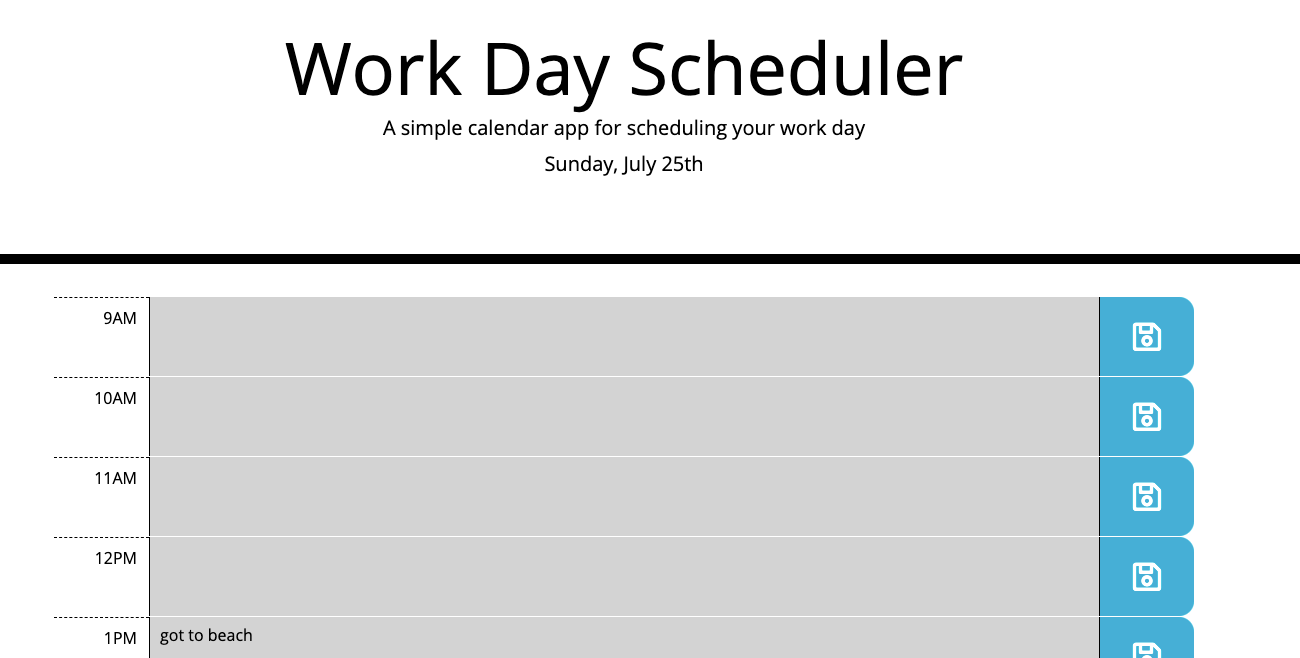 Work Day Scheduler
A simple calendar app for scheduling your work day
Sunday, July 25th
9AM
10AM
11AM
12PM
1PM got to beach